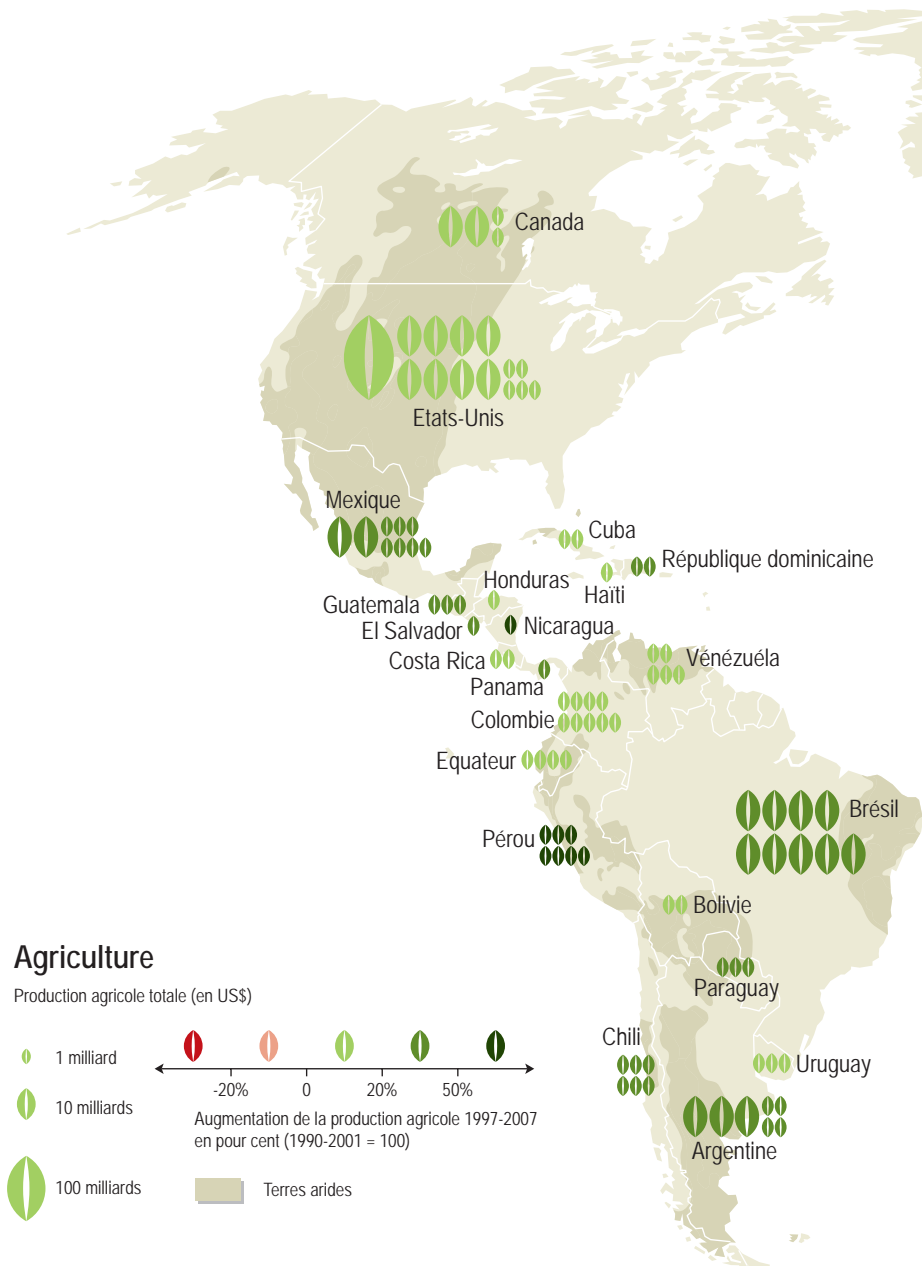 Canada
Etats-Unis
Mexique
Cuba
République dominicaine
Haïti
Honduras
Guatemala
El Salvador
Nicaragua
Costa Rica
Panama
Vénézuéla
Colombie
Equateur
Brésil
Pérou
Bolivie
Paraguay
Chili
Uruguay
Argentine
Agriculture
Production agricole totale (en US$)
1 milliard
10 milliards
100 milliards
-20% 0 20% 50%
Augmentation de la production agricole 1997-2007
en pour cent (1990-2001 = 100)
Terres arides